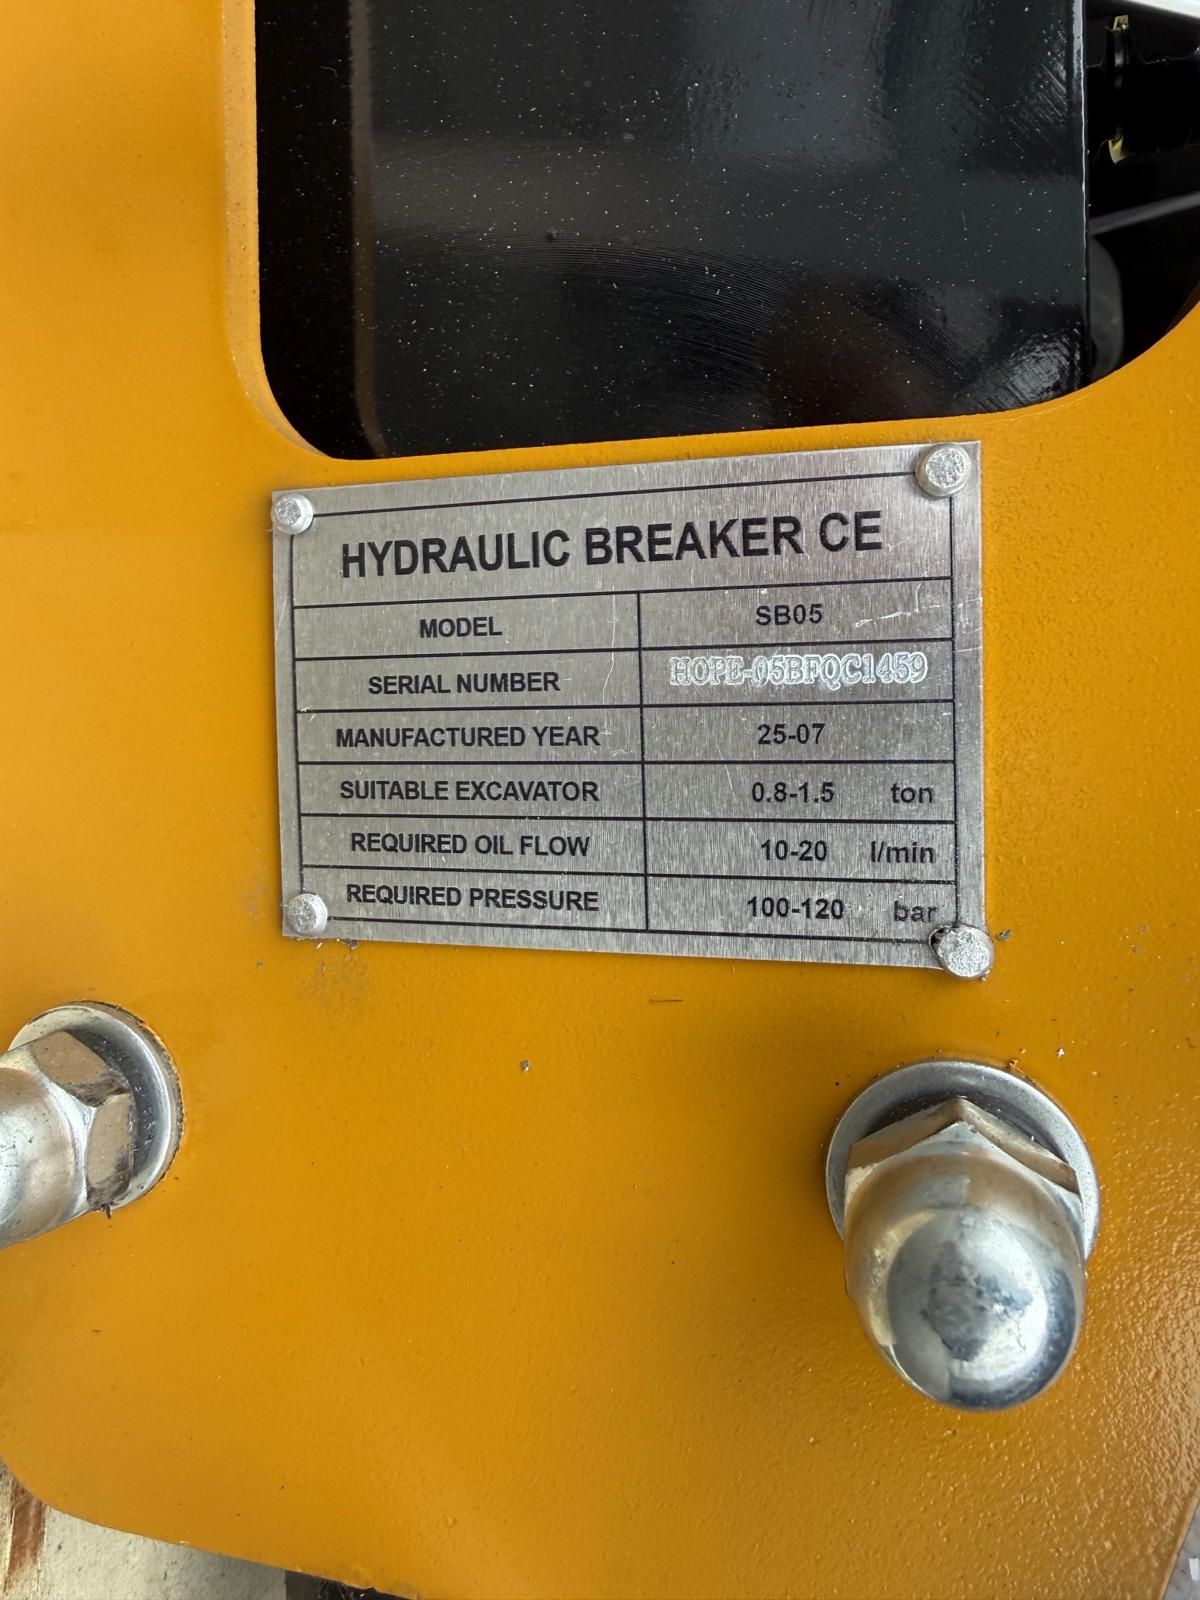 HYDRAULIC BREAKER CE
MODEL SB05
SERIAL NUMBER HOPE-05BFQC1459
MANUFACTURED YEAR 25-07
SUITABLE EXCAVATOR 0.8-1.5 ton
REQUIRED OIL FLOW 10-20 l/min
REQUIRED PRESSURE 100-120 bar